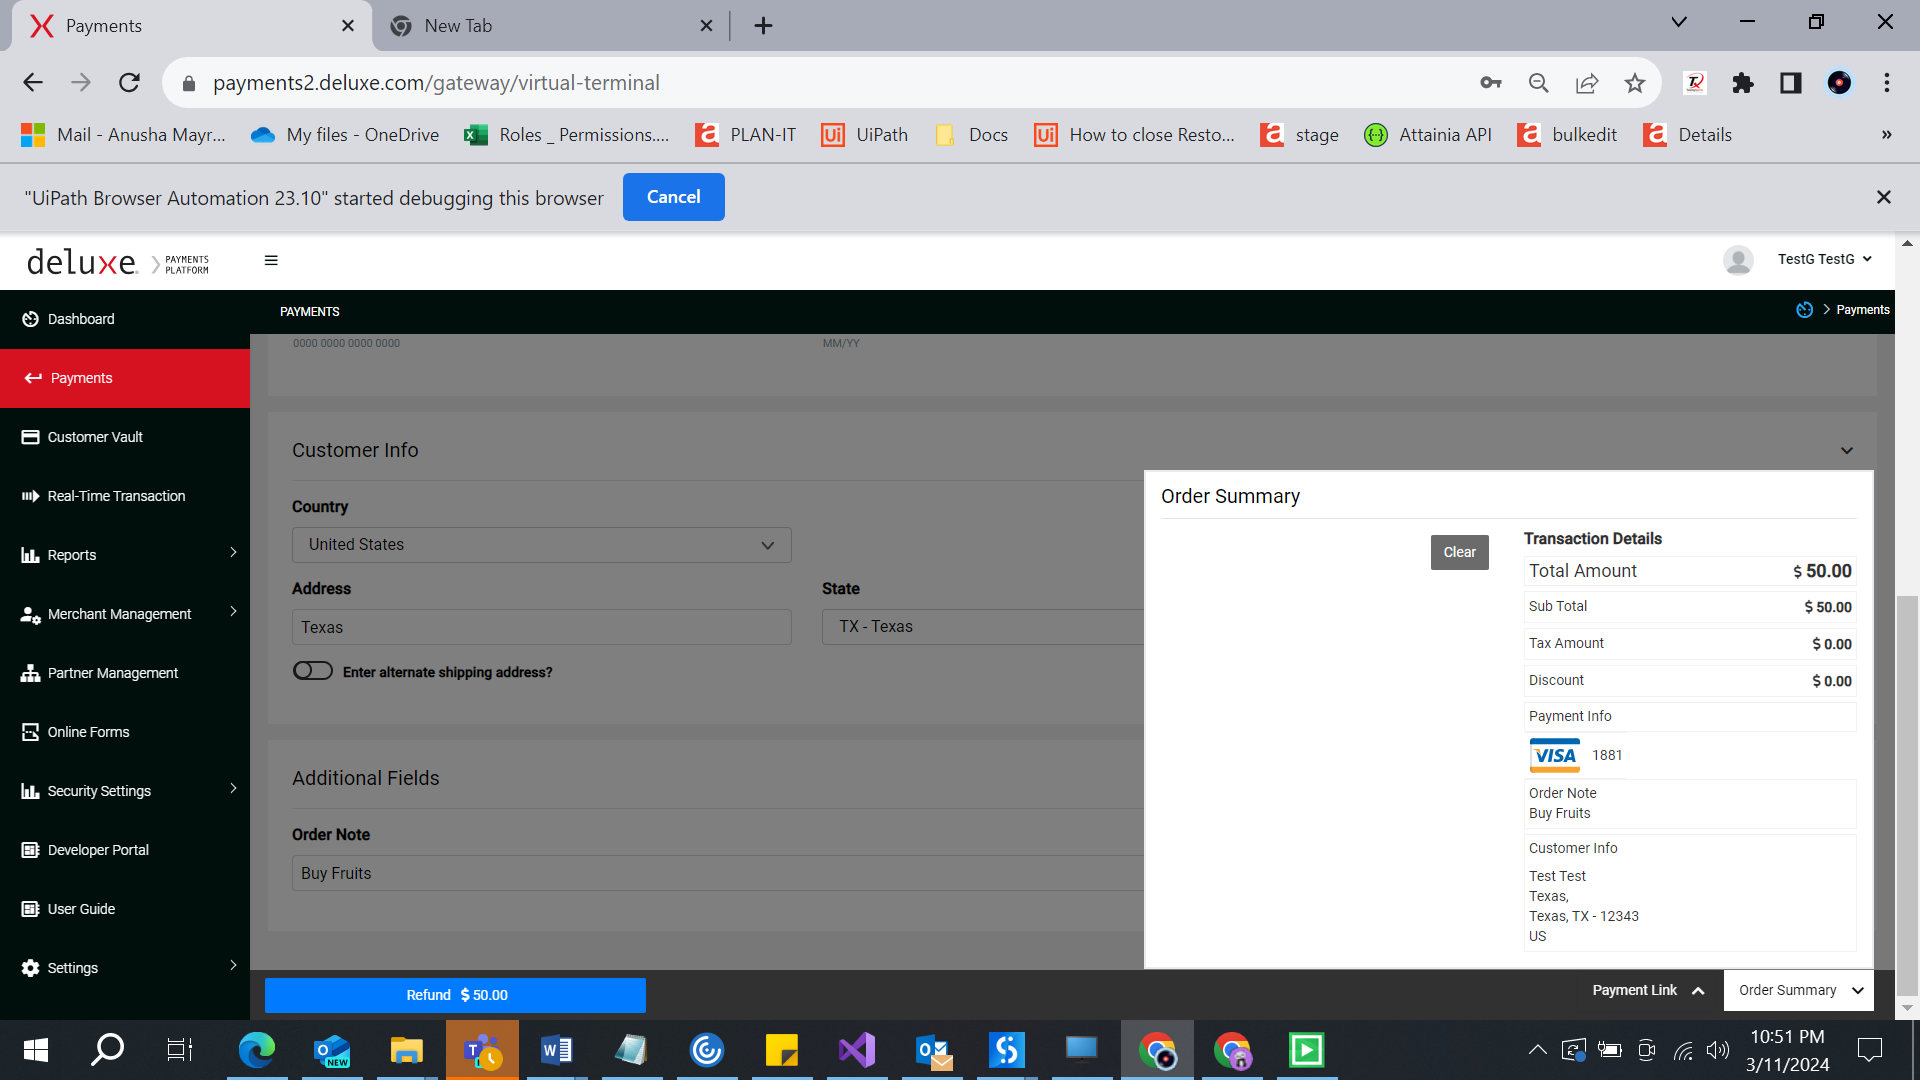 Payments
New Tab
payments2.deluxe.com/gateway/virtual-terminal
Mail - Anusha Mayr...
My files - OneDrive
Roles _ Permissions....
PLAN-IT
UiPath
Docs
How to close Resto...
stage
Attainia API
bulkedit
Details
»
"UiPath Browser Automation 23.10" started debugging this browser
Cancel
deluxe.
PAYMENTS
PLATFORM
TestG TestG
Dashboard
Payments
Customer Vault
Real-Time Transaction
Reports
Merchant Management
Partner Management
Online Forms
Security Settings
Developer Portal
User Guide
Settings
PAYMENTS
Payments
0000 0000 0000 0000
MM/YY
Customer Info
Country
United States
Address
State
Texas
TX - Texas
Enter alternate shipping address?
Additional Fields
Order Note
Buy Fruits
Order Summary
Clear
Transaction Details
Total Amount $ 50.00
Sub Total $ 50.00
Tax Amount $ 0.00
Discount $ 0.00
Payment Info
VISA 1881
Order Note
Buy Fruits
Customer Info
Test Test
Texas,
Texas, TX - 12343
US
Refund $ 50.00
Payment Link
Order Summary
NEW
10:51 PM
3/11/2024